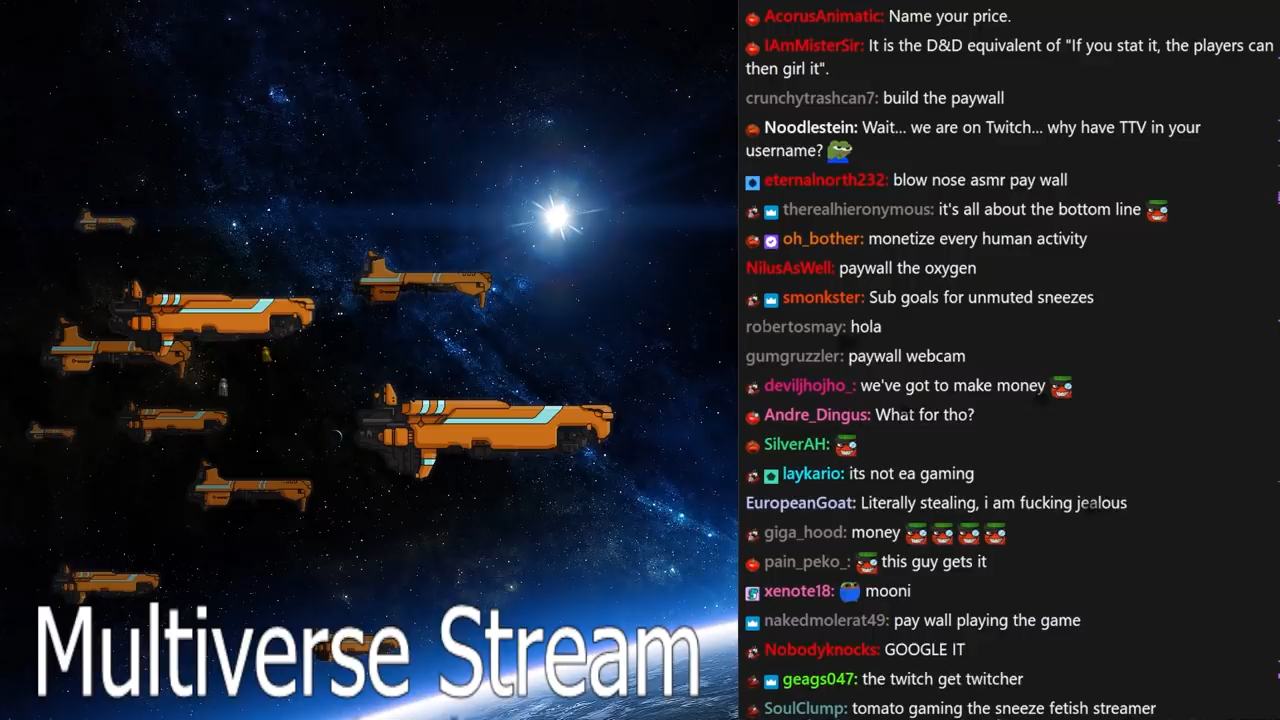 AcorusAnimatic: Name your price.
IAmMisterSir: It is the D&D equivalent of "If you stat it, the players can
then girl it".
crunchytrashcan7: build the paywall
Noodlestein: Wait... we are on Twitch... why have TTV in your
username?
eternalnorth232: blow nose asmr pay wall
therealhieronymous: it's all about the bottom line
oh_bother: monetize every human activity
NilusAsWell: paywall the oxygen
smonkster: Sub goals for unmuted sneezes
robertosmay: hola
gumgruzzler: paywall webcam
deviljhojho_: we've got to make money
Andre_Dingus: What for tho?
SilverAH:
laykario: its not ea gaming
EuropeanGoat: Literally stealing, i am fucking jealous
giga_hood: money
pain_peko_: this guy gets it
xenote18: mooni
nakedmolerat49: pay wall playing the game
Nobodyknocks: GOOGLE IT
geags047: the twitch get twitcher
SoulClump: tomato gaming the sneeze fetish streamer
Multiverse Stream